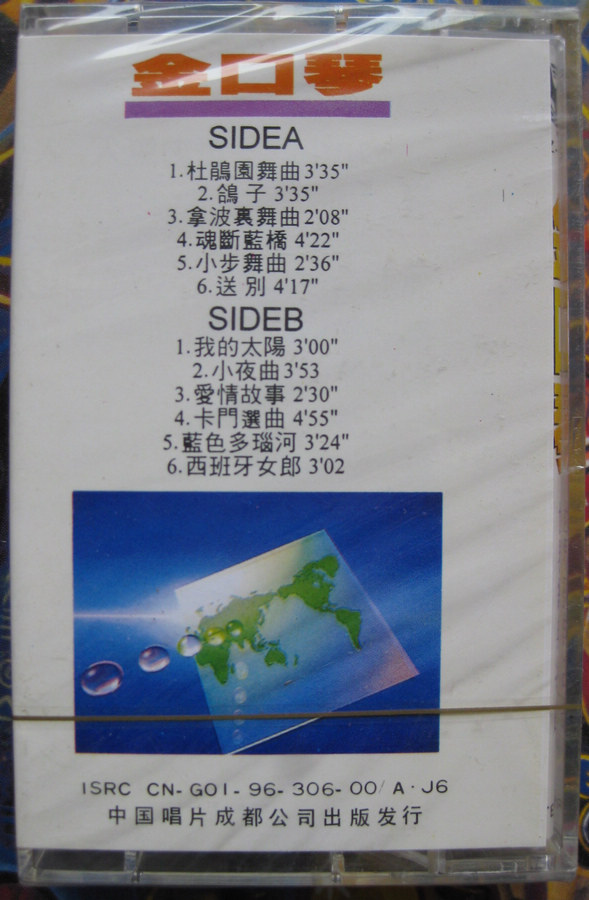 金口琴
SIDEA
1.杜鵑園舞曲3'35"
2.鴿子 3'35"
3.拿波裏舞曲2'08"
4.魂斷藍橋 4'22"
5.小步舞曲 2'36"
6.送別 4'17"
SIDEB
1.我的太陽 3'00"
2.小夜曲3'53
3.愛情故事 2'30"
4.卡門選曲 4'55"
5.藍色多瑙河 3'24"
6.西班牙女郎 3'02
ISRC CN-G01-96-306-00/A·J6
中国唱片成都公司出版发行